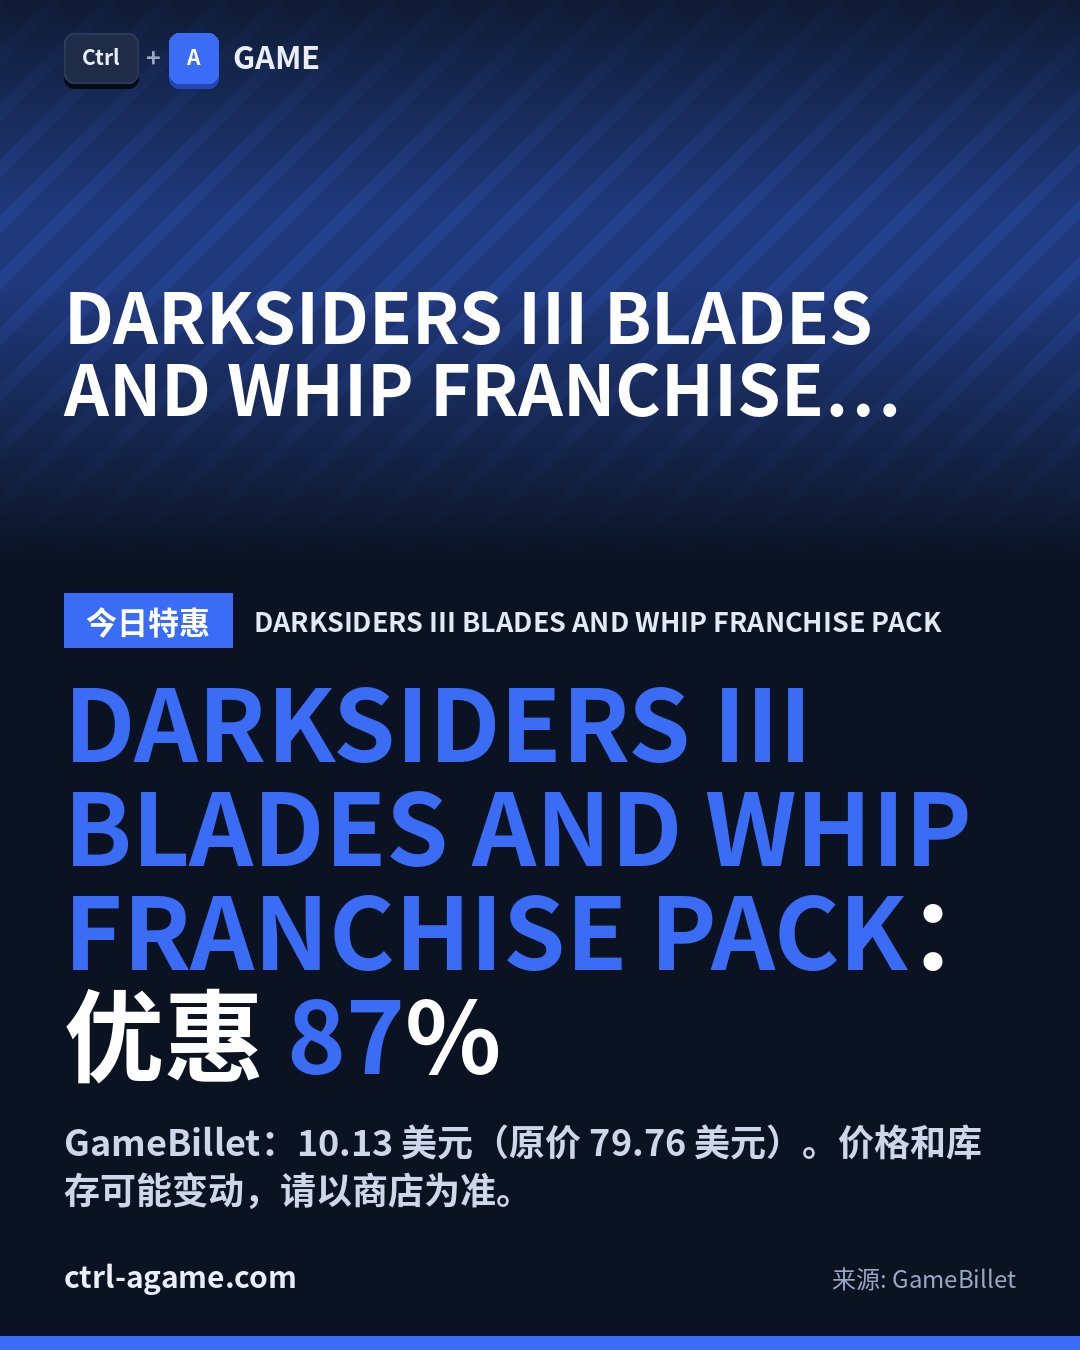 Ctrl + A GAME
DARKSIDERS III BLADES
AND WHIP FRANCHISE...
今日特惠 DARKSIDERS III BLADES AND WHIP FRANCHISE PACK
DARKSIDERS III
BLADES AND WHIP
FRANCHISE PACK：
优惠 87%
GameBillet：10.13 美元（原价 79.76 美元）。价格和库
存可能变动，请以商店为准。
ctrl-agame.com
来源: GameBillet